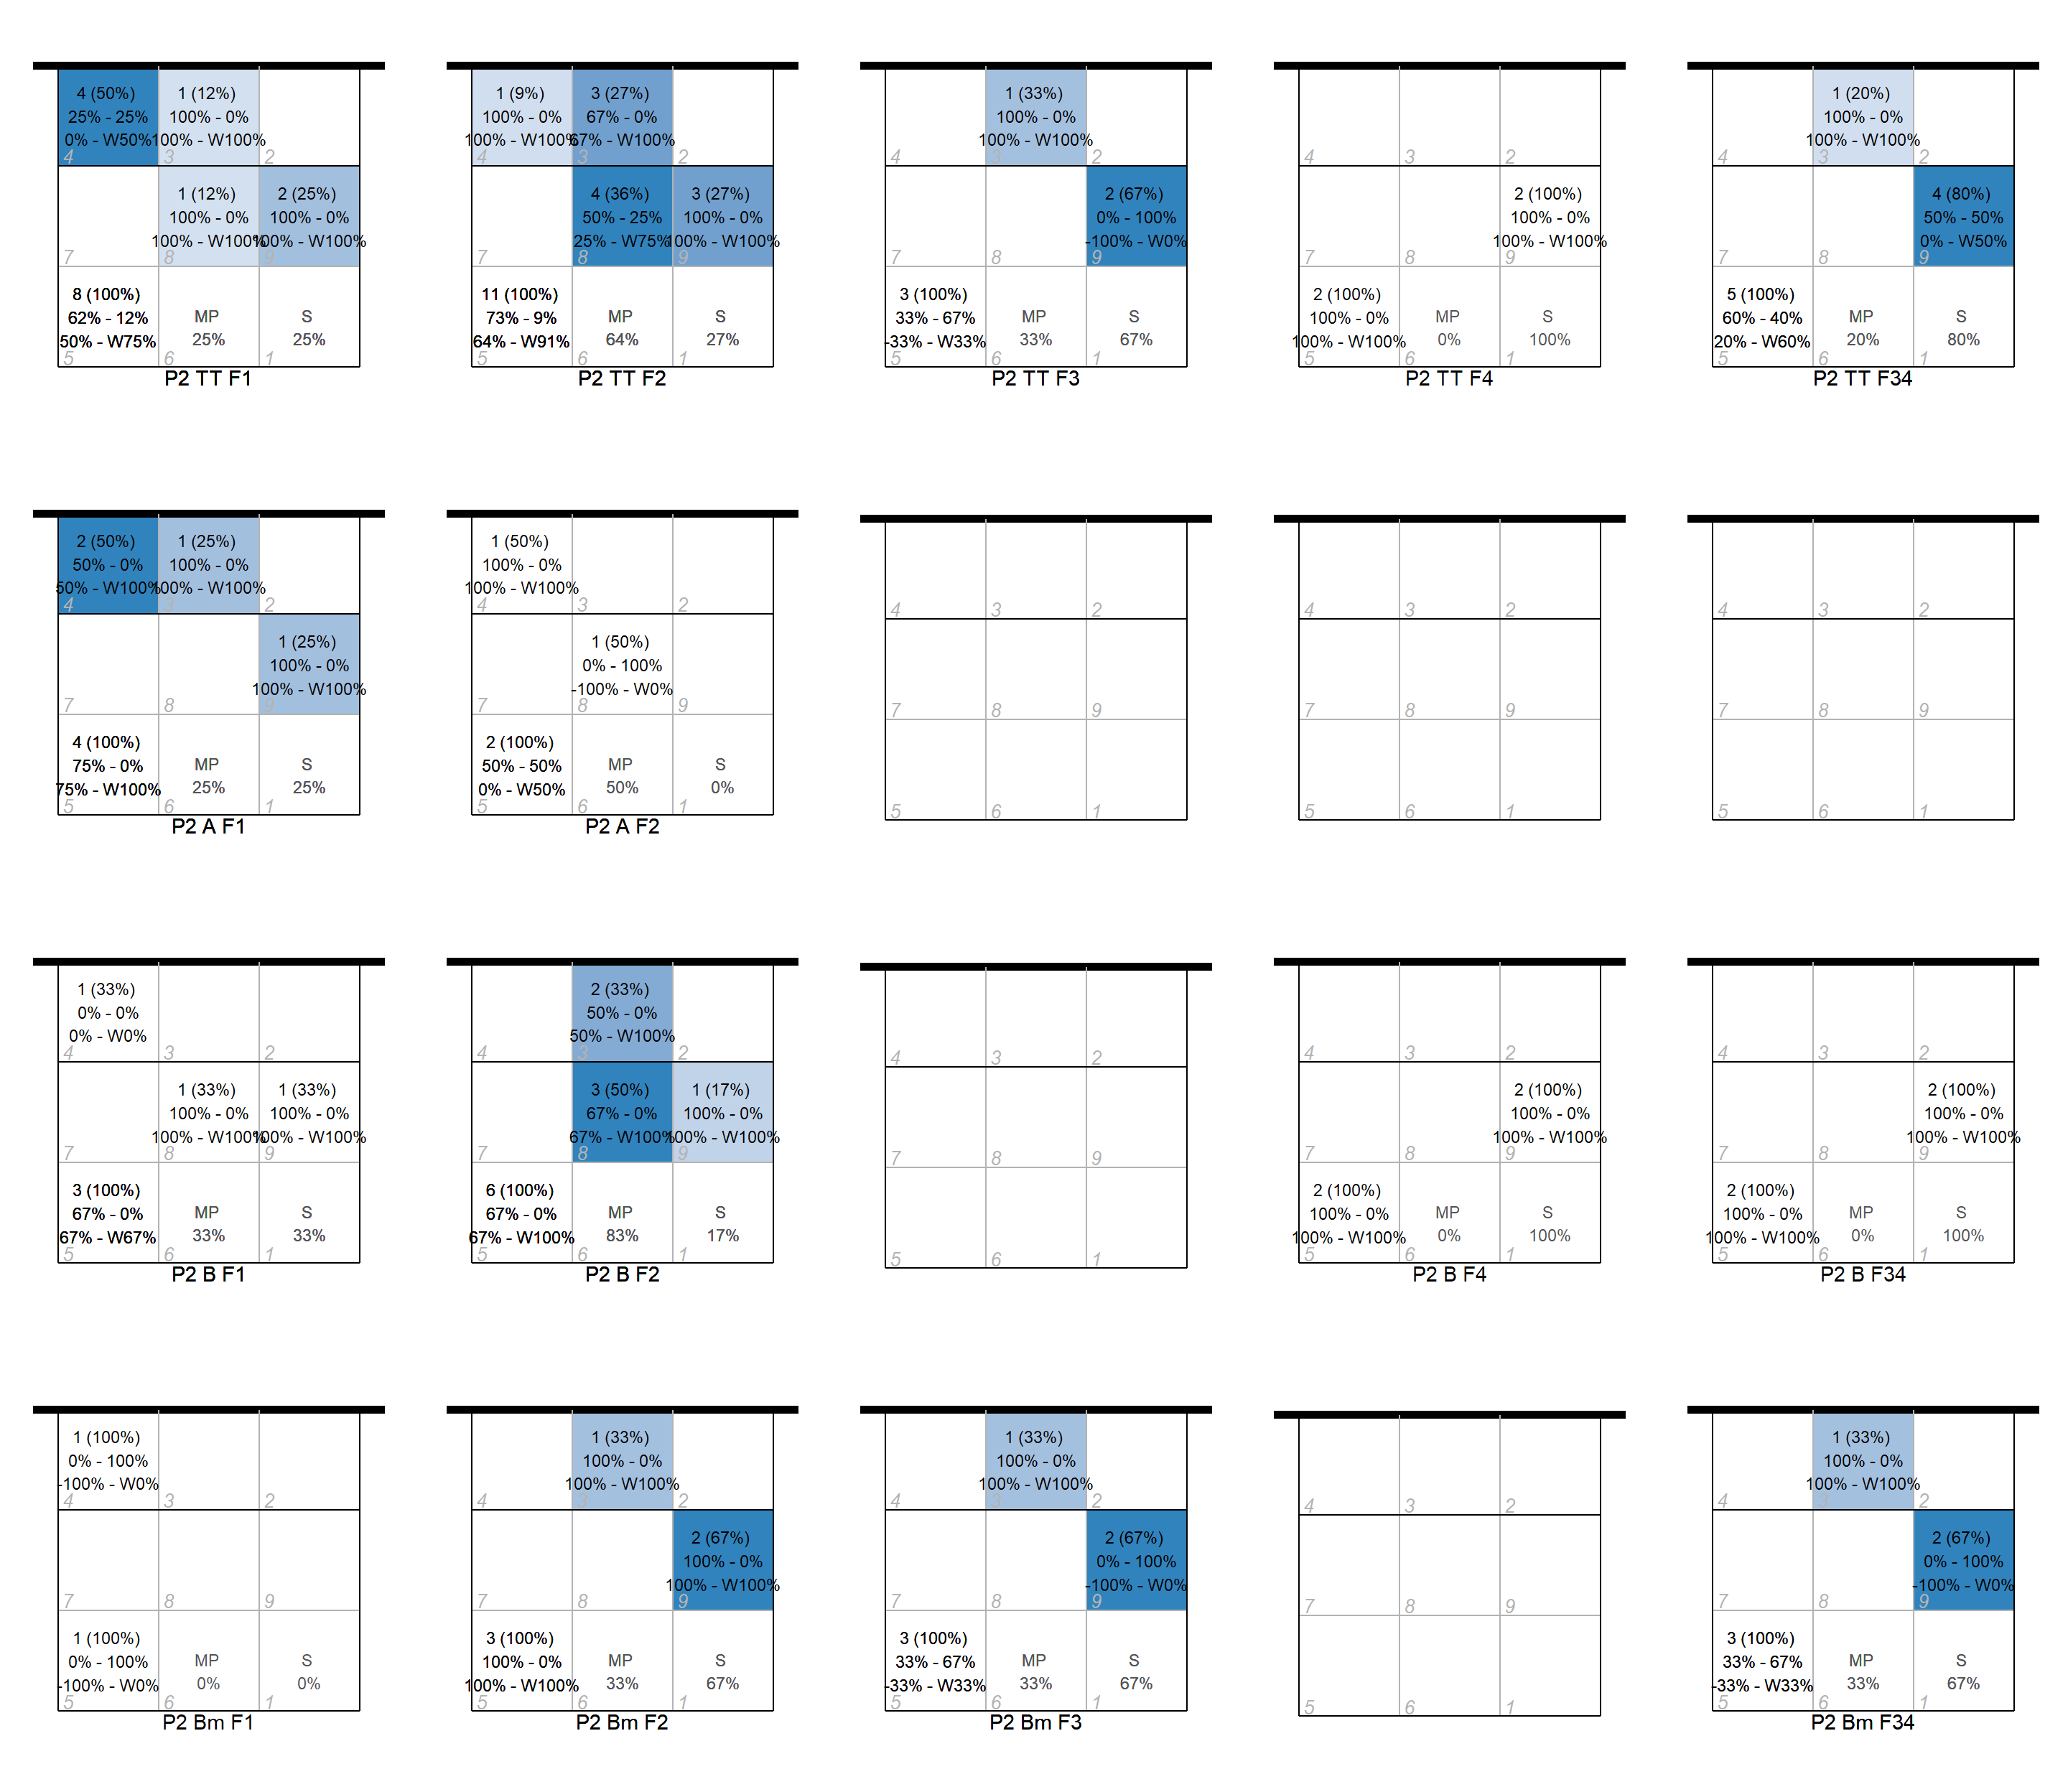 4 (50%)
25% - 25%
0% - W50%
4
1 (12%)
100% - 0%
100% - W100%
3
2
7
1 (12%)
100% - 0%
100% - W100%
8
2 (25%)
100% - 0%
100% - W100%
9
8 (100%)
62% - 12%
50% - W75%
5
MP
25%
6
S
25%
1
P2 TT F1
1 (9%)
100% - 0%
100% - W100%
4
3 (27%)
67% - 0%
67% - W100%
3
2
7
4 (36%)
50% - 25%
25% - W75%
8
3 (27%)
100% - 0%
100% - W100%
9
11 (100%)
73% - 9%
64% - W91%
5
MP
64%
6
S
27%
1
P2 TT F2
4
1 (33%)
100% - 0%
100% - W100%
3
2
7
8
2 (67%)
0% - 100%
-100% - W0%
9
3 (100%)
33% - 67%
-33% - W33%
5
MP
33%
6
S
67%
1
P2 TT F3
4
3
2
7
8
2 (100%)
100% - 0%
100% - W100%
9
2 (100%)
100% - 0%
100% - W100%
5
MP
0%
6
S
100%
1
P2 TT F4
4
1 (20%)
100% - 0%
100% - W100%
3
2
7
8
4 (80%)
50% - 50%
0% - W50%
9
5 (100%)
60% - 40%
20% - W60%
5
MP
20%
6
S
80%
1
P2 TT F34
2 (50%)
50% - 0%
50% - W100%
4
1 (25%)
100% - 0%
100% - W100%
3
2
7
8
1 (25%)
100% - 0%
100% - W100%
9
4 (100%)
75% - 0%
75% - W100%
5
MP
25%
6
S
25%
1
P2 A F1
1 (50%)
100% - 0%
100% - W100%
4
3
2
7
1 (50%)
0% - 100%
-100% - W0%
8
9
2 (100%)
50% - 50%
0% - W50%
5
MP
50%
6
S
0%
1
P2 A F2
4
3
2
7
8
9
5
6
1
4
3
2
7
8
9
5
6
1
4
3
2
7
8
9
5
6
1
1 (33%)
0% - 0%
0% - W0%
4
3
2
7
1 (33%)
100% - 0%
100% - W100%
8
1 (33%)
100% - 0%
100% - W100%
9
3 (100%)
67% - 0%
67% - W67%
5
MP
33%
6
S
33%
1
P2 B F1
4
2 (33%)
50% - 0%
50% - W100%
3
2
7
3 (50%)
67% - 0%
67% - W100%
8
1 (17%)
100% - 0%
100% - W100%
9
6 (100%)
67% - 0%
67% - W100%
5
MP
83%
6
S
17%
1
P2 B F2
4
3
2
7
8
9
5
6
1
4
3
2
7
8
2 (100%)
100% - 0%
100% - W100%
9
2 (100%)
100% - 0%
100% - W100%
5
MP
0%
6
S
100%
1
P2 B F4
4
3
2
7
8
2 (100%)
100% - 0%
100% - W100%
9
2 (100%)
100% - 0%
100% - W100%
5
MP
0%
6
S
100%
1
P2 B F34
1 (100%)
0% - 100%
-100% - W0%
4
3
2
7
8
9
1 (100%)
0% - 100%
-100% - W0%
5
MP
0%
6
S
0%
1
P2 Bm F1
4
1 (33%)
100% - 0%
100% - W100%
3
2
7
8
2 (67%)
100% - 0%
100% - W100%
9
3 (100%)
100% - 0%
100% - W100%
5
MP
33%
6
S
67%
1
P2 Bm F2
4
1 (33%)
100% - 0%
100% - W100%
3
2
7
8
2 (67%)
0% - 100%
-100% - W0%
9
3 (100%)
33% - 67%
-33% - W33%
5
MP
33%
6
S
67%
1
P2 Bm F3
4
3
2
7
8
9
5
6
1
4
1 (33%)
100% - 0%
100% - W100%
3
2
7
8
2 (67%)
0% - 100%
-100% - W0%
9
3 (100%)
33% - 67%
-33% - W33%
5
MP
33%
6
S
67%
1
P2 Bm F34